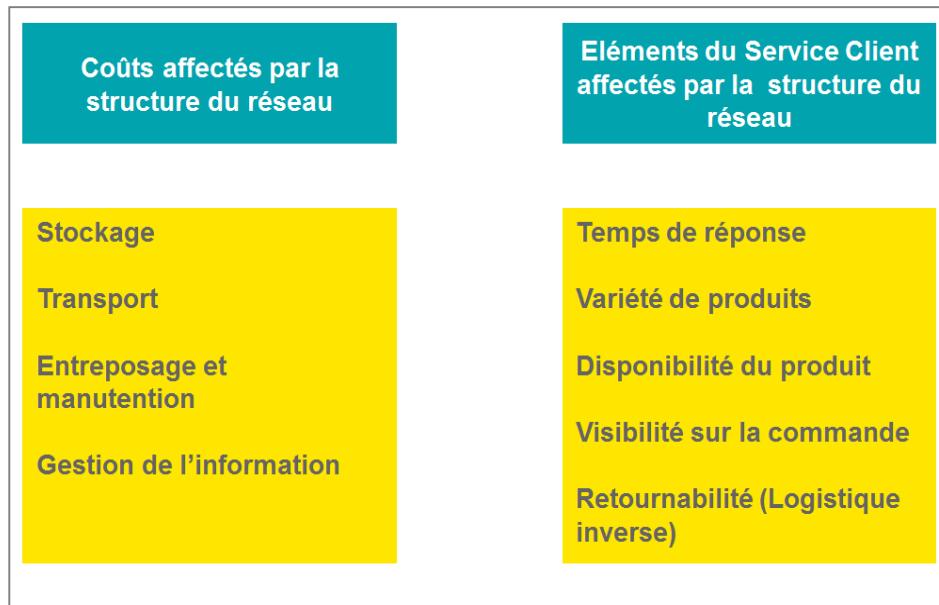 Coûts affectés par la
structure du réseau
Eléments du Service Client
affectés par la structure du
réseau
Stockage
Transport
Entreposage et
manutention
Gestion de l’information
Temps de réponse
Variété de produits
Disponibilité du produit
Visibilité sur la commande
Retournabilité (Logistique
inverse)